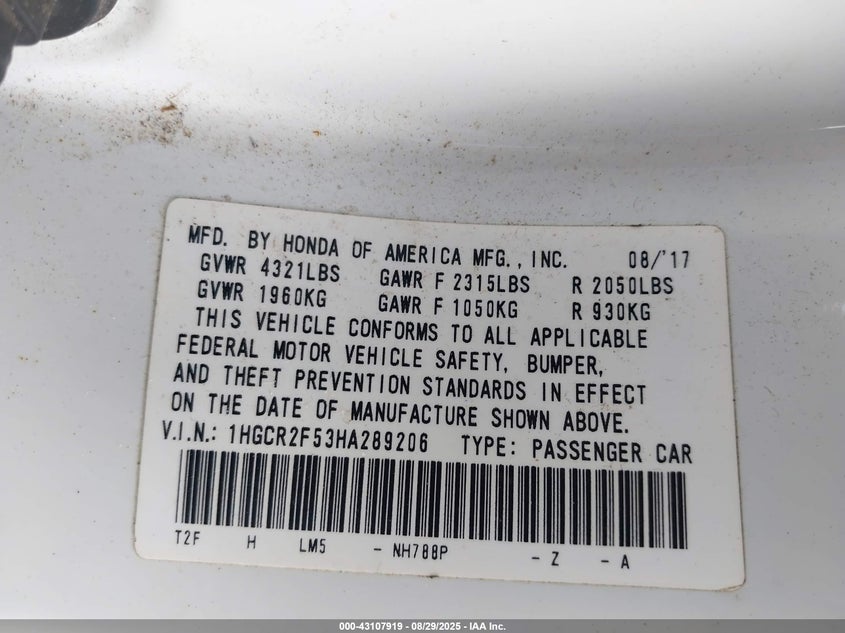 MFD. BY HONDA OF AMERICA MFG., INC. 08/'17
GVWR 4321LBS GAWR F 2315LBS R 2050LBS
GVWR 1960KG GAWR F 1050KG R 930KG
THIS VEHICLE CONFORMS TO ALL APPLICABLE
FEDERAL MOTOR VEHICLE SAFETY, BUMPER,
AND THEFT PREVENTION STANDARDS IN EFFECT
ON THE DATE OF MANUFACTURE SHOWN ABOVE.
V.I.N.: 1HGCR2F53HA289206 TYPE: PASSENGER CAR
T2F H LM5 - NH788P - Z - A
000-43107919 - 08/29/2025 - IAA Inc.